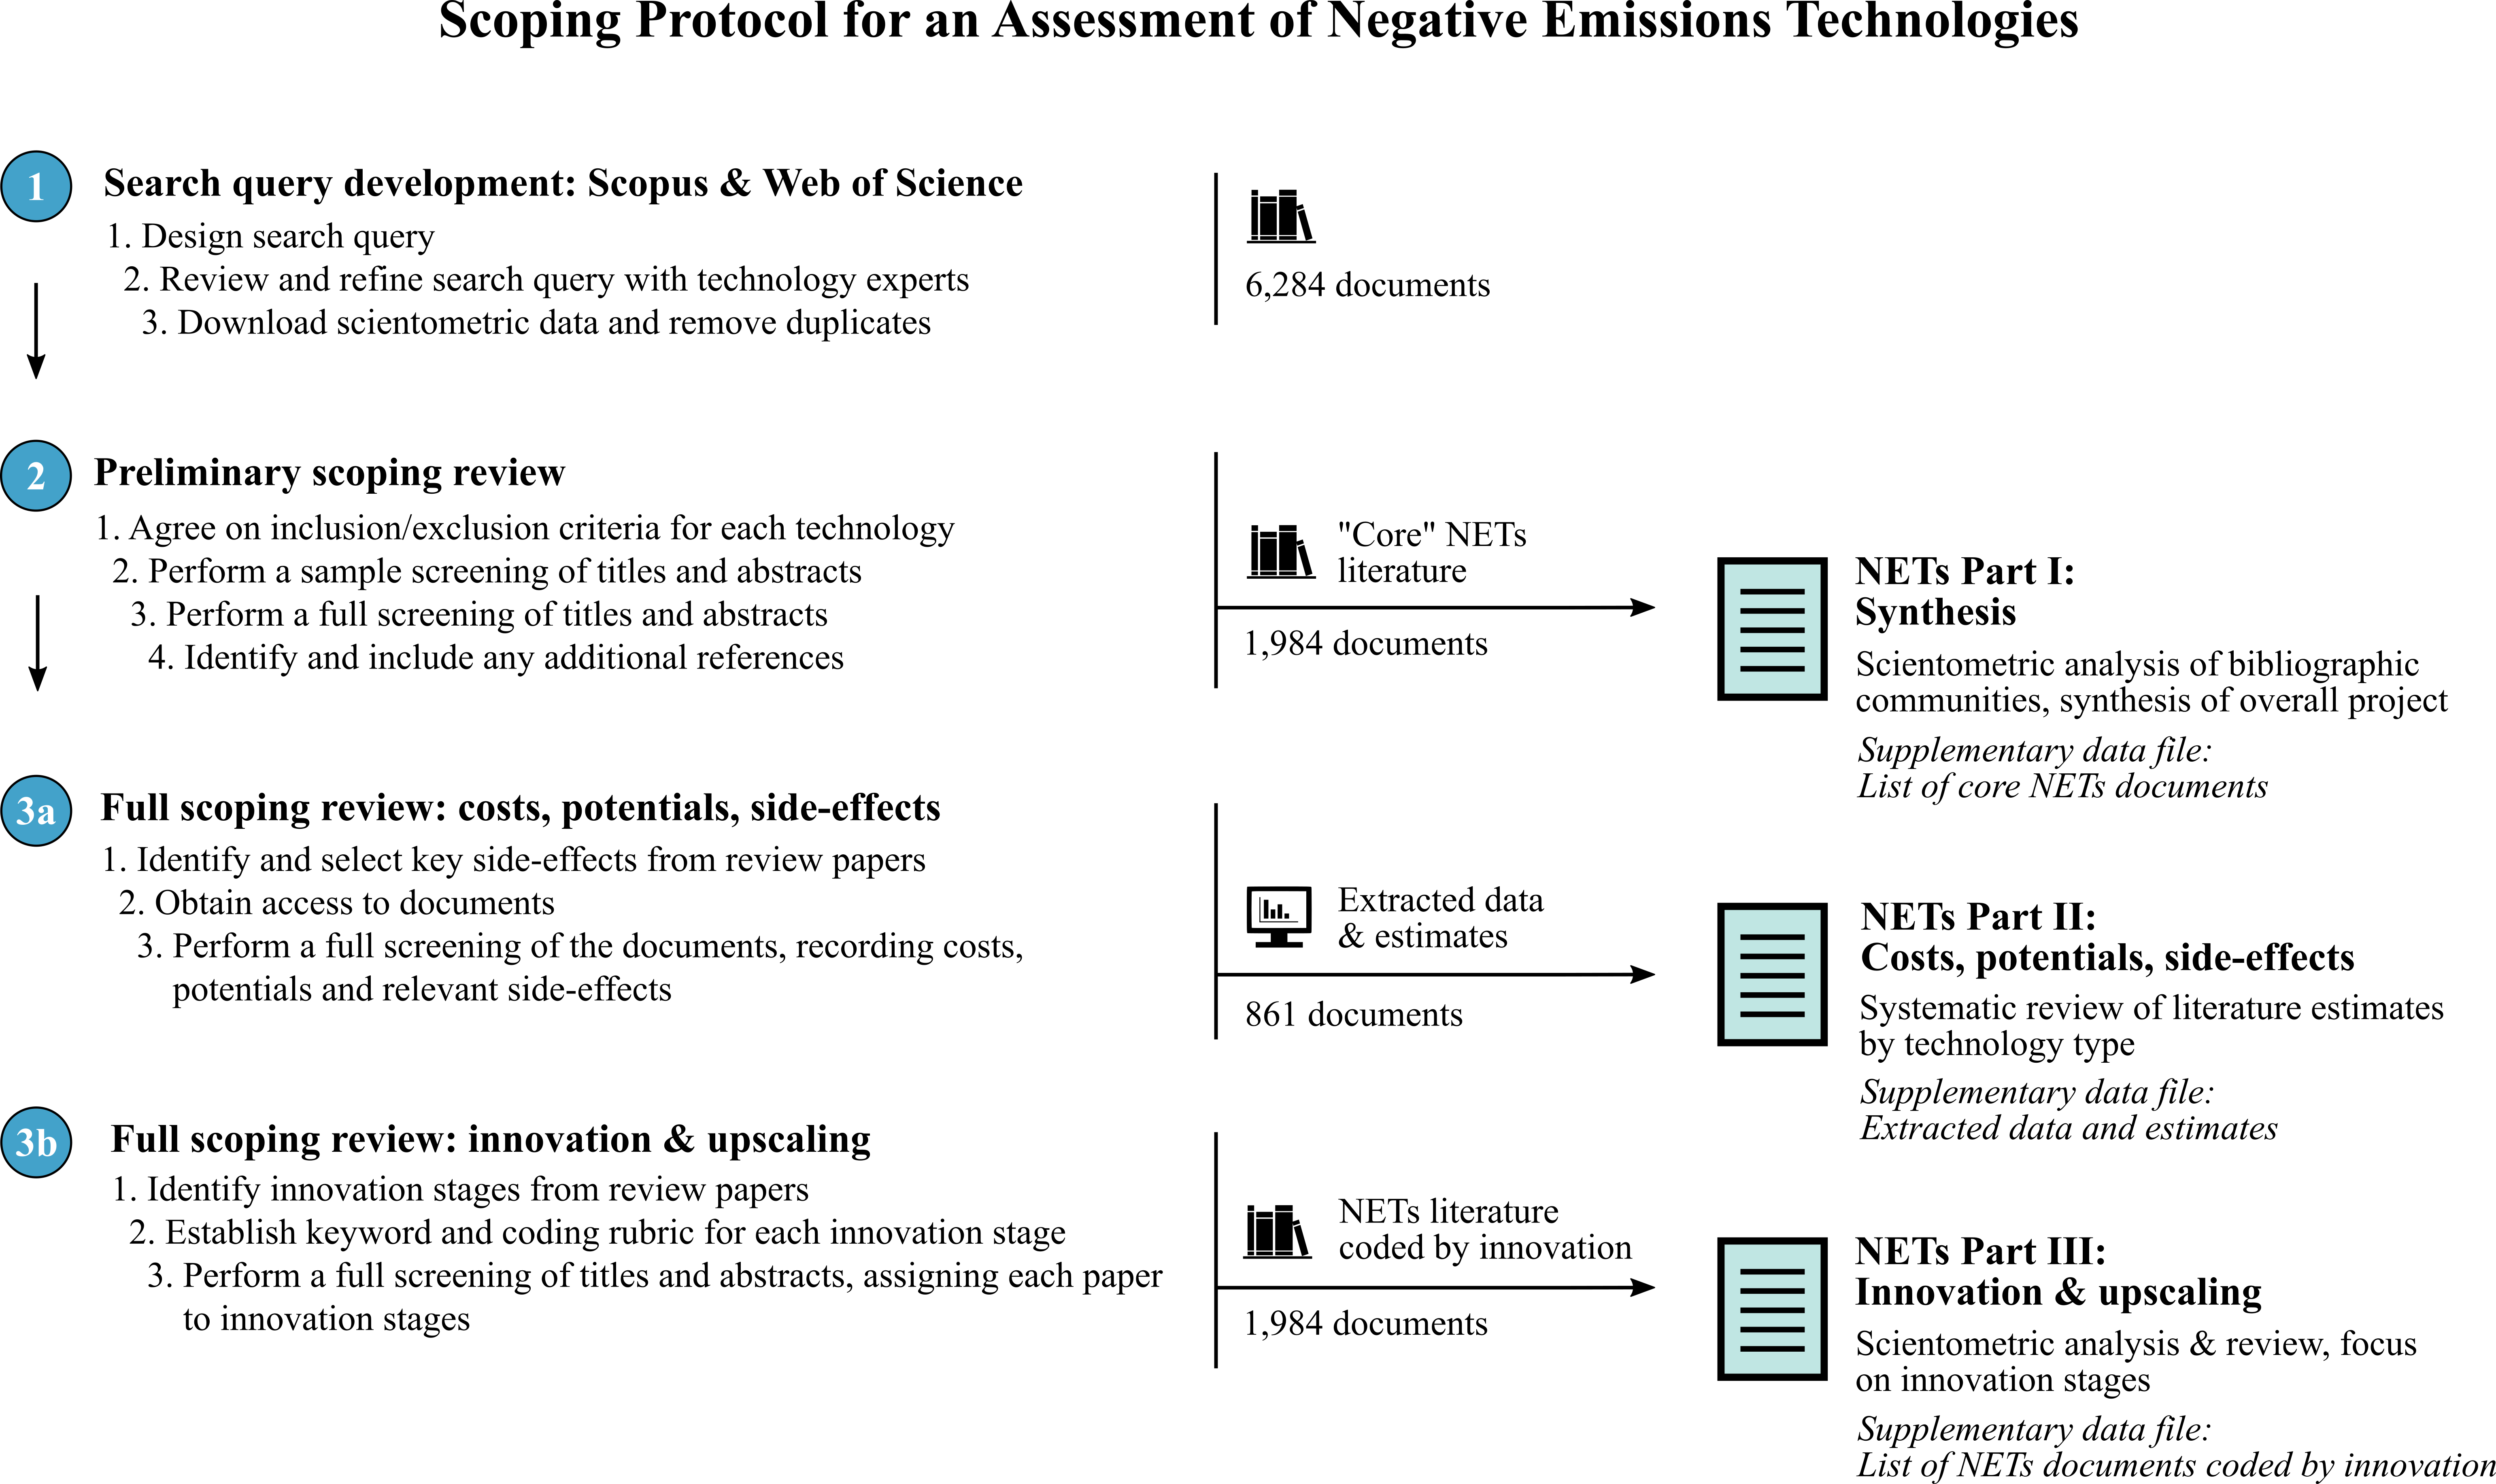 Scoping Protocol for an Assessment of Negative Emissions Technologies
1
Search query development: Scopus & Web of Science
1. Design search query
2. Review and refine search query with technology experts
3. Download scientometric data and remove duplicates
6,284 documents
2
Preliminary scoping review
1. Agree on inclusion/exclusion criteria for each technology
2. Perform a sample screening of titles and abstracts
3. Perform a full screening of titles and abstracts
4. Identify and include any additional references
"Core" NETs
literature
1,984 documents
NETs Part I:
Synthesis
Scientometric analysis of bibliographic
communities, synthesis of overall project
Supplementary data file:
List of core NETs documents
3a
Full scoping review: costs, potentials, side-effects
1. Identify and select key side-effects from review papers
2. Obtain access to documents
3. Perform a full screening of the documents, recording costs,
potentials and relevant side-effects
Extracted data
& estimates
861 documents
NETs Part II:
Costs, potentials, side-effects
Systematic review of literature estimates
by technology type
Supplementary data file:
Extracted data and estimates
3b
Full scoping review: innovation & upscaling
1. Identify innovation stages from review papers
2. Establish keyword and coding rubric for each innovation stage
3. Perform a full screening of titles and abstracts, assigning each paper
to innovation stages
NETs literature
coded by innovation
1,984 documents
NETs Part III:
Innovation & upscaling
Scientometric analysis & review, focus
on innovation stages
Supplementary data file:
List of NETs documents coded by innovation